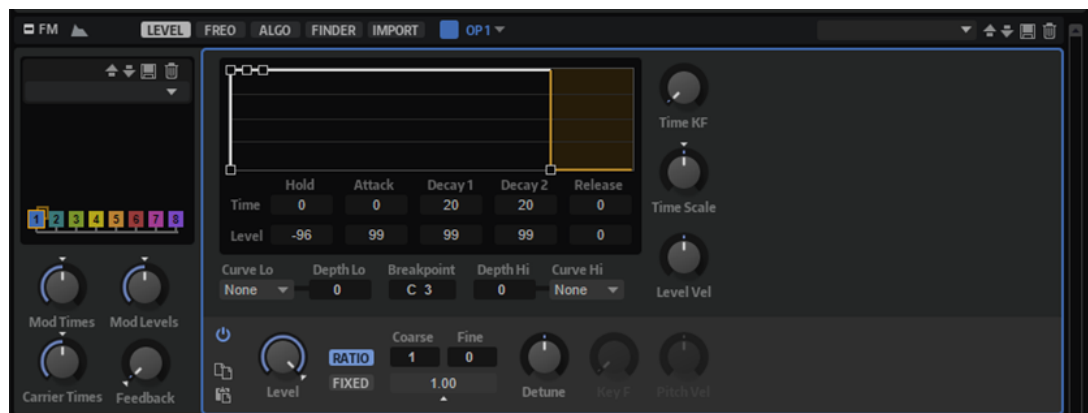 FM LEVEL FREQ ALGO FINDER IMPORT OP1
Time KF
Hold Attack Decay 1 Decay 2 Release
Time 0 0 20 20 0
Time Scale
1 2 3 4 5 6 7 8
Level -96 99 99 99 0
Curve Lo Depth Lo Breakpoint Depth Hi Curve Hi
None 0 C 3 0 None
Level Vel
Mod Times Mod Levels
Coarse Fine
RATIO 1 0
FIXED 1.00
Level Detune Key F Pitch Vel
Carrier Times Feedback